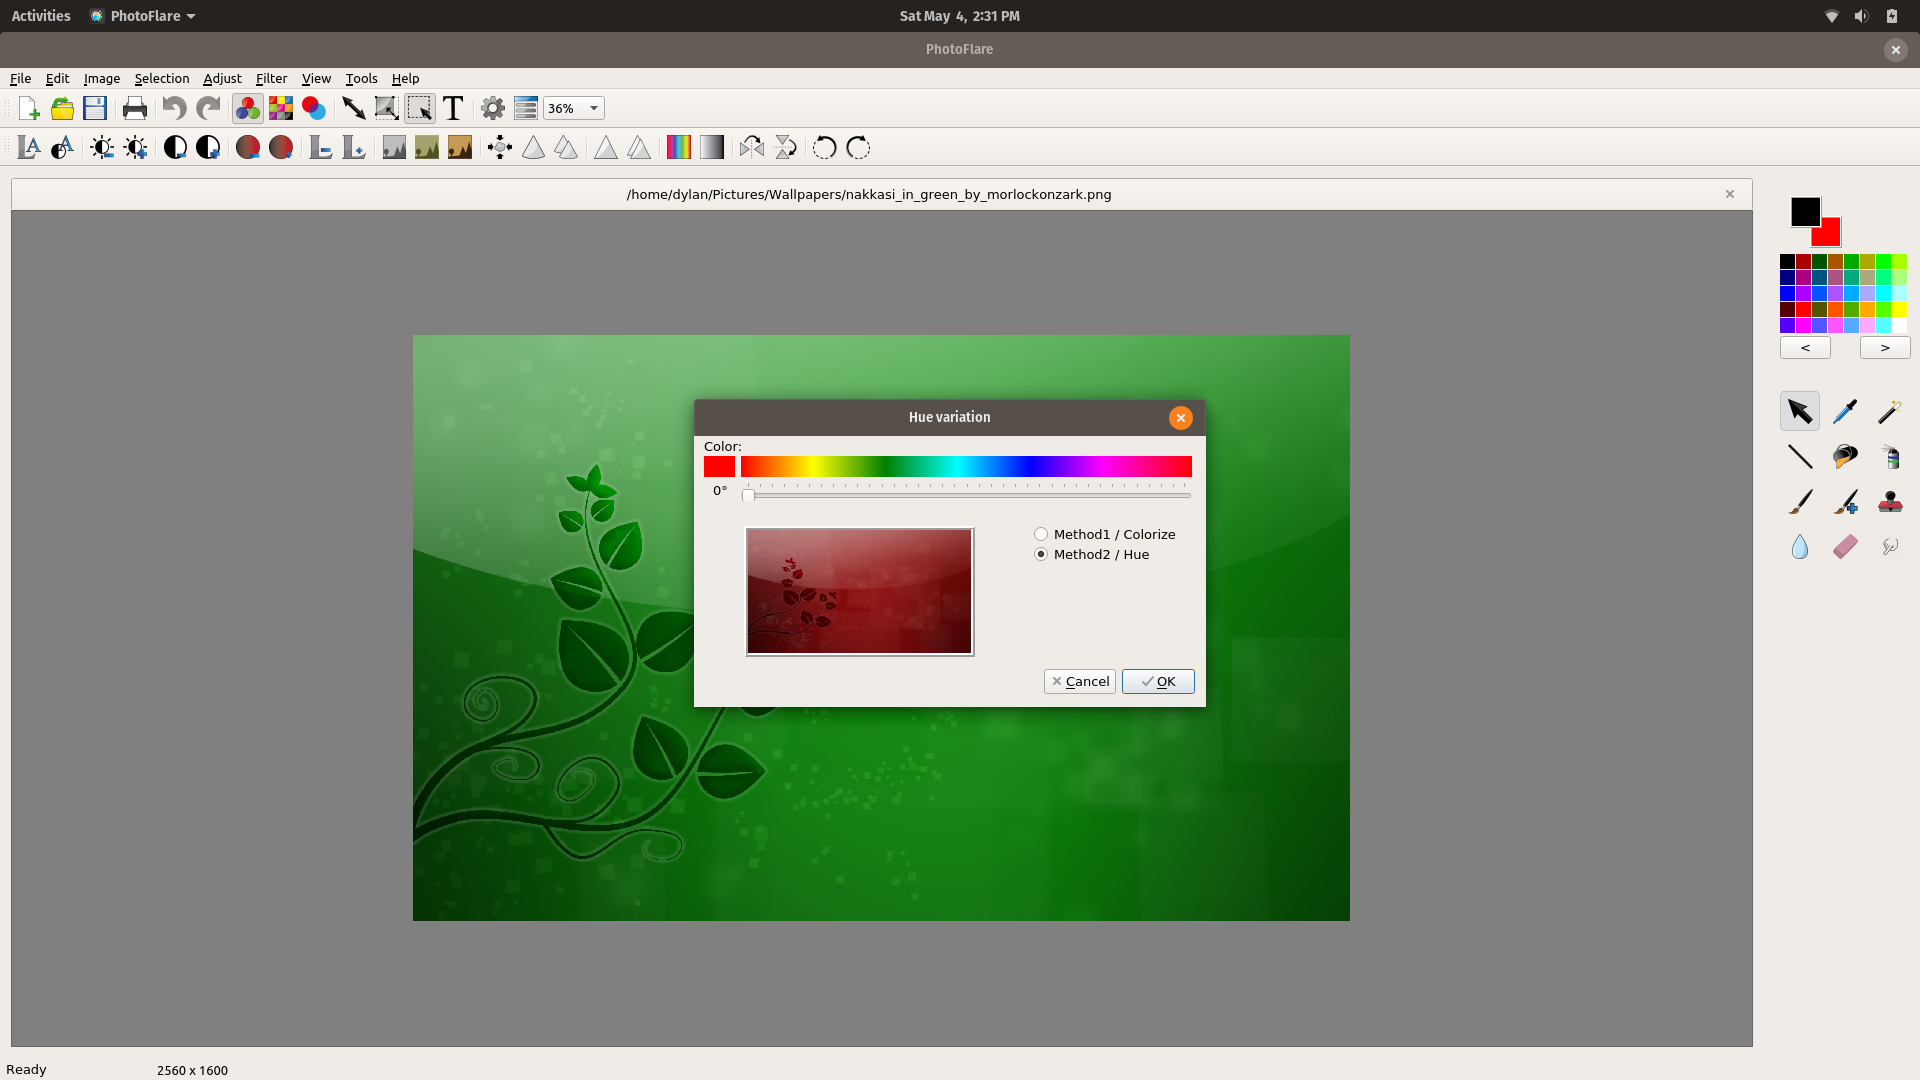 Activities PhotoFlare Sat May 4, 2:31 PM
PhotoFlare
File Edit Image Selection Adjust Filter View Tools Help
T 36%
/home/dylan/Pictures/Wallpapers/nakkasi_in_green_by_morlockonzark.png
< >
Hue variation
Color:
0°
Method1 / Colorize
Method2 / Hue
Cancel OK
Ready 2560 x 1600